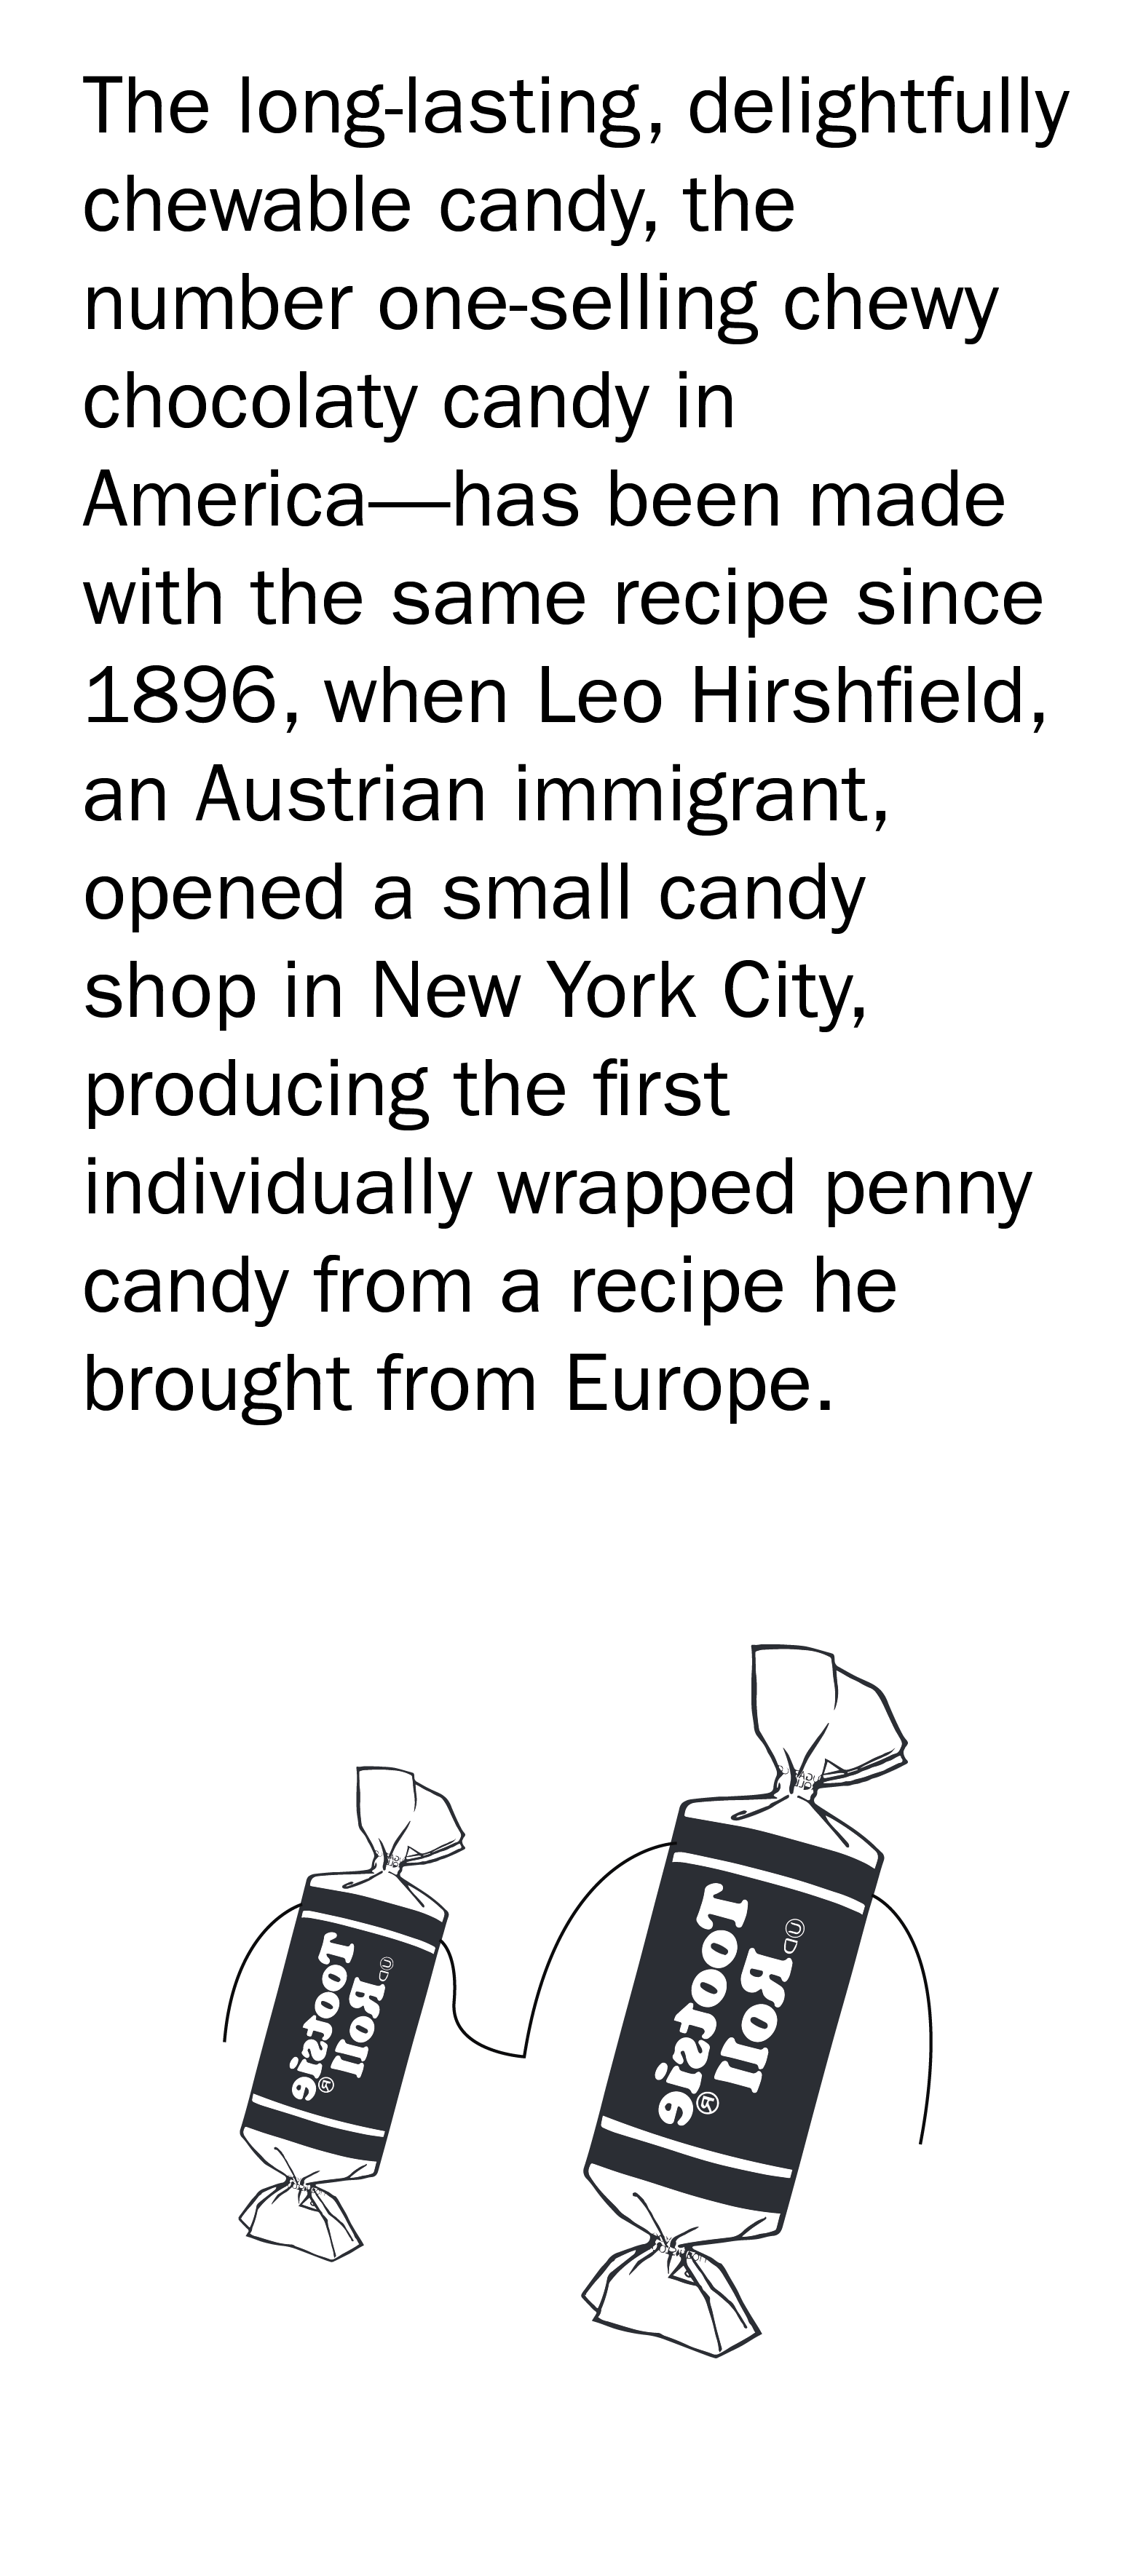 The long-lasting, delightfully
chewable candy, the
number one-selling chewy
chocolaty candy in
America—has been made
with the same recipe since
1896, when Leo Hirshfield,
an Austrian immigrant,
opened a small candy
shop in New York City,
producing the first
individually wrapped penny
candy from a recipe he
brought from Europe.
Tootsie
Roll®
ⓊD
Tootsie
Roll®
ⓊD